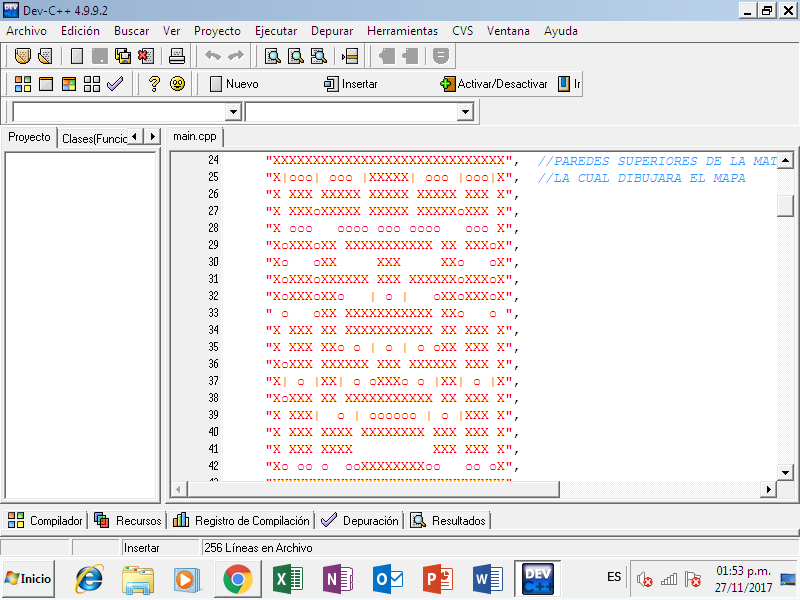 Dev-C++ 4.9.9.2
Archivo Edición Buscar Ver Proyecto Ejecutar Depurar Herramientas CVS Ventana Ayuda
Nuevo Insertar Activar/Desactivar Ir
Proyecto Clases(Funcio
main.cpp
24 "XXXXXXXXXXXXXXXXXXXXXXXXXXXXX", //PAREDES SUPERIORES DE LA MAT
25 "X|ooo| ooo |XXXXX| ooo |ooo|X", //LA CUAL DIBUJARA EL MAPA
26 "X XXX XXXXX XXXXX XXXXX XXX X",
27 "X XXXoXXXXX XXXXX XXXXXoXXX X",
28 "X ooo   oooo ooo oooo   ooo X",
29 "XoXXXoXX XXXXXXXXXXX XX XXXoX",
30 "Xo   oXX     XXX     XXo   oX",
31 "XoXXXoXXXXXX XXX XXXXXXoXXXoX",
32 "XoXXXoXXo   | o |   oXXoXXXoX",
33 " o   oXX XXXXXXXXXXX XXo   o ",
34 "X XXX XX XXXXXXXXXXX XX XXX X",
35 "X XXX XXo o | o | o oXX XXX X",
36 "XoXXX XXXXXX XXX XXXXXX XXX X",
37 "X| o |XX| o oXXXo o |XX| o |X",
38 "XoXXX XX XXXXXXXXXXX XX XXX X",
39 "X XXX|  o | oooooo | o |XXX X",
40 "X XXX XXXX XXXXXXXX XXX XXX X",
41 "X XXX XXXX          XXX XXX X",
42 "Xo oo o  ooXXXXXXXXoo   oo oX",
Compilador Recursos Registro de Compilación Depuración Resultados
Insertar 256 Líneas en Archivo
Inicio ES 01:53 p.m.
27/11/2017